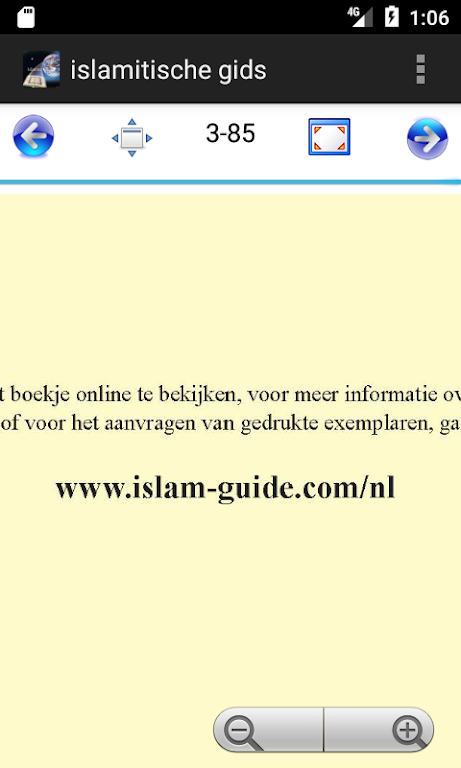 4G
1:06
islamitische gids
3-85
t boekje online te bekijken, voor meer informatie ov
of voor het aanvragen van gedrukte exemplaren, ga
www.islam-guide.com/nl